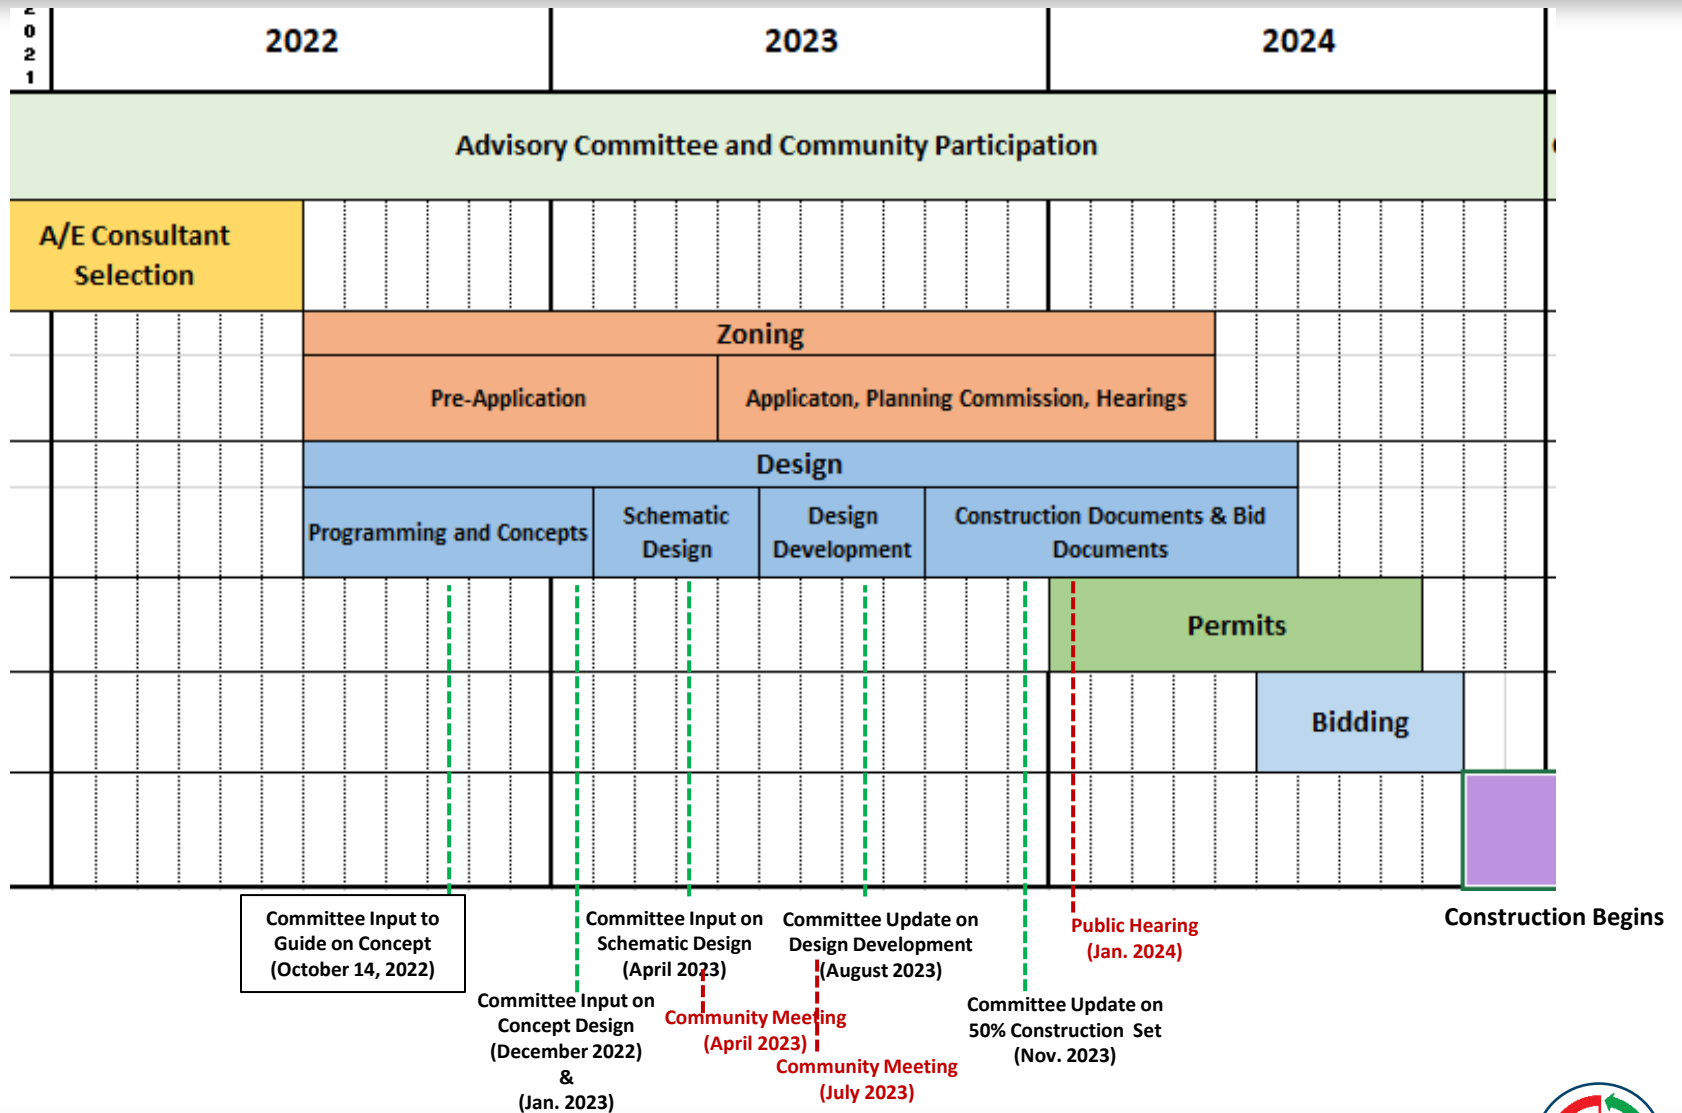 2021
2022
2023
2024
Advisory Committee and Community Participation
A/E Consultant
Selection
Zoning
Pre-Application
Applicaton, Planning Commission, Hearings
Design
Programming and Concepts
Schematic
Design
Design
Development
Construction Documents & Bid
Documents
Permits
Bidding
Construction Begins
Committee Input to
Guide on Concept
(October 14, 2022)
Committee Input on
Concept Design
(December 2022)
&
(Jan. 2023)
Committee Input on
Schematic Design
(April 2023)
Community Meeting
(April 2023)
Committee Update on
Design Development
(August 2023)
Community Meeting
(July 2023)
Committee Update on
50% Construction Set
(Nov. 2023)
Public Hearing
(Jan. 2024)